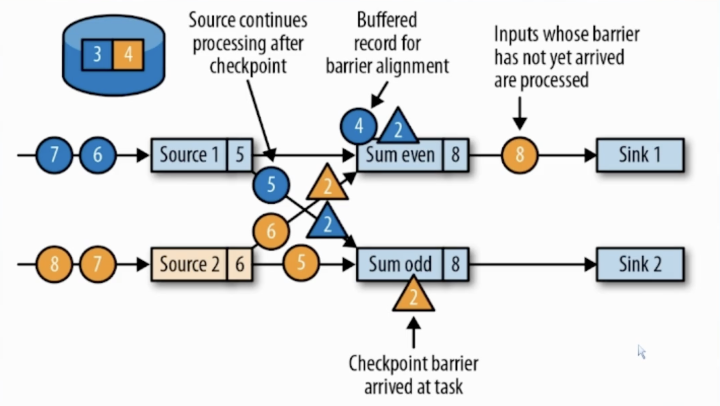 Source continues
processing after
checkpoint
Buffered
record for
barrier alignment
Inputs whose barrier
has not yet arrived
are processed
3 4
4 2
7 6 Source 1 5 Sum even 8 8 Sink 1
5 2
6 2
8 7 Source 2 6 5 Sum odd 8 Sink 2
2
Checkpoint barrier
arrived at task